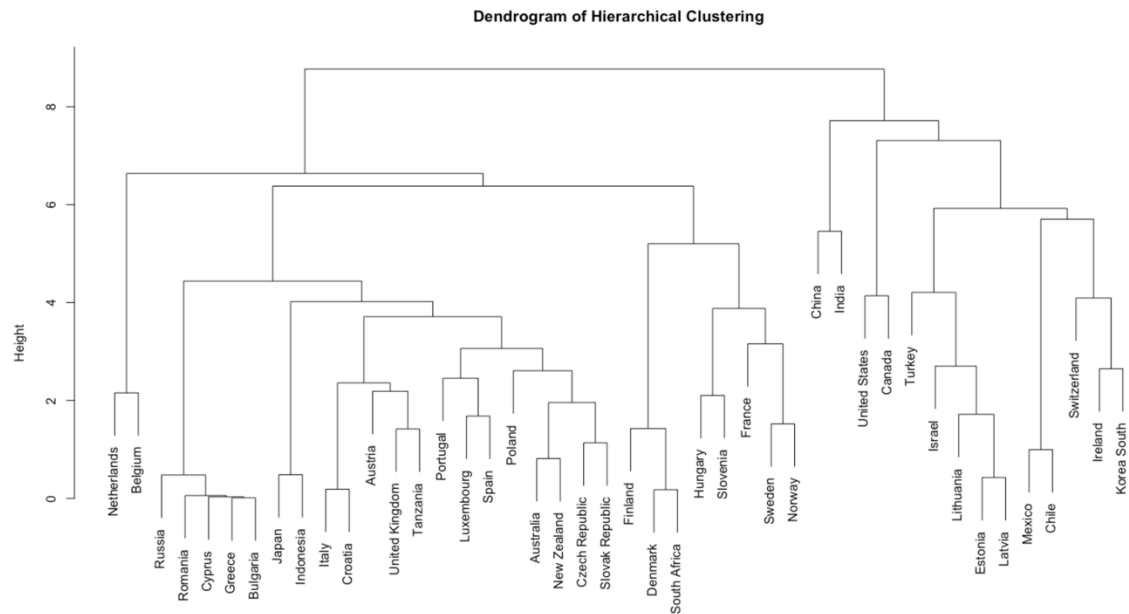 Dendrogram of Hierarchical Clustering
Height
8
6
4
2
0
Netherlands
Belgium
Russia
Romania
Cyprus
Greece
Bulgaria
Japan
Indonesia
Italy
Croatia
Austria
United Kingdom
Tanzania
Portugal
Luxembourg
Spain
Poland
Australia
New Zealand
Czech Republic
Slovak Republic
Finland
Denmark
South Africa
Hungary
Slovenia
France
Sweden
Norway
China
India
United States
Canada
Turkey
Israel
Lithuania
Estonia
Latvia
Mexico
Chile
Switzerland
Ireland
Korea South